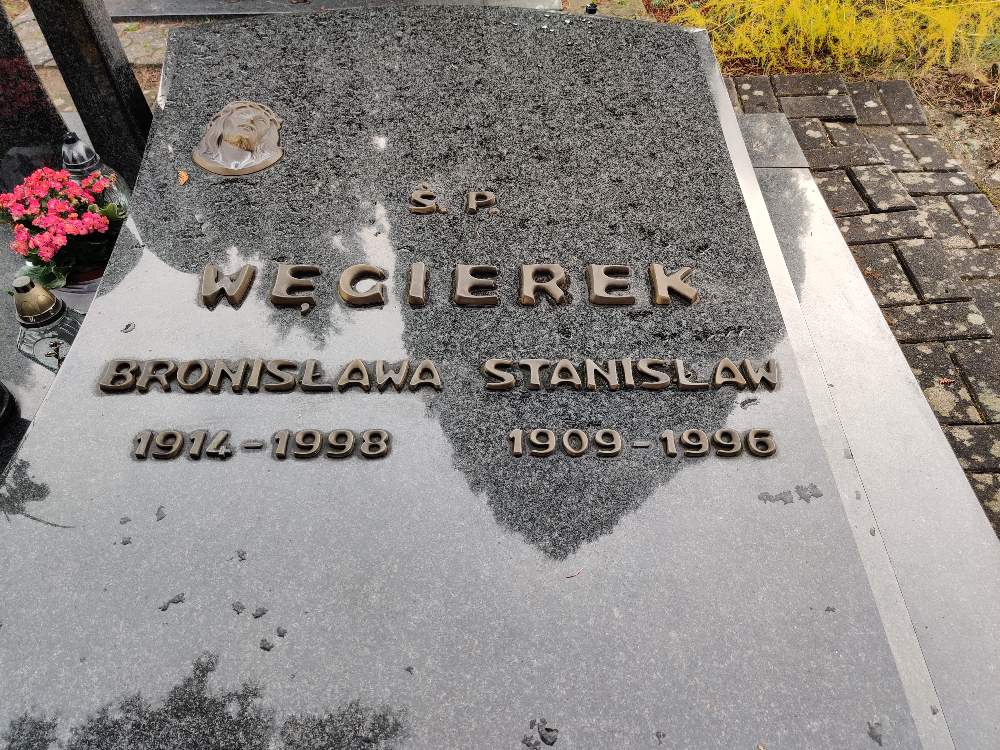 Ś. P.
WĘGIEREK
BRONISŁAWA STANISŁAW
1914-1998 1909-1996